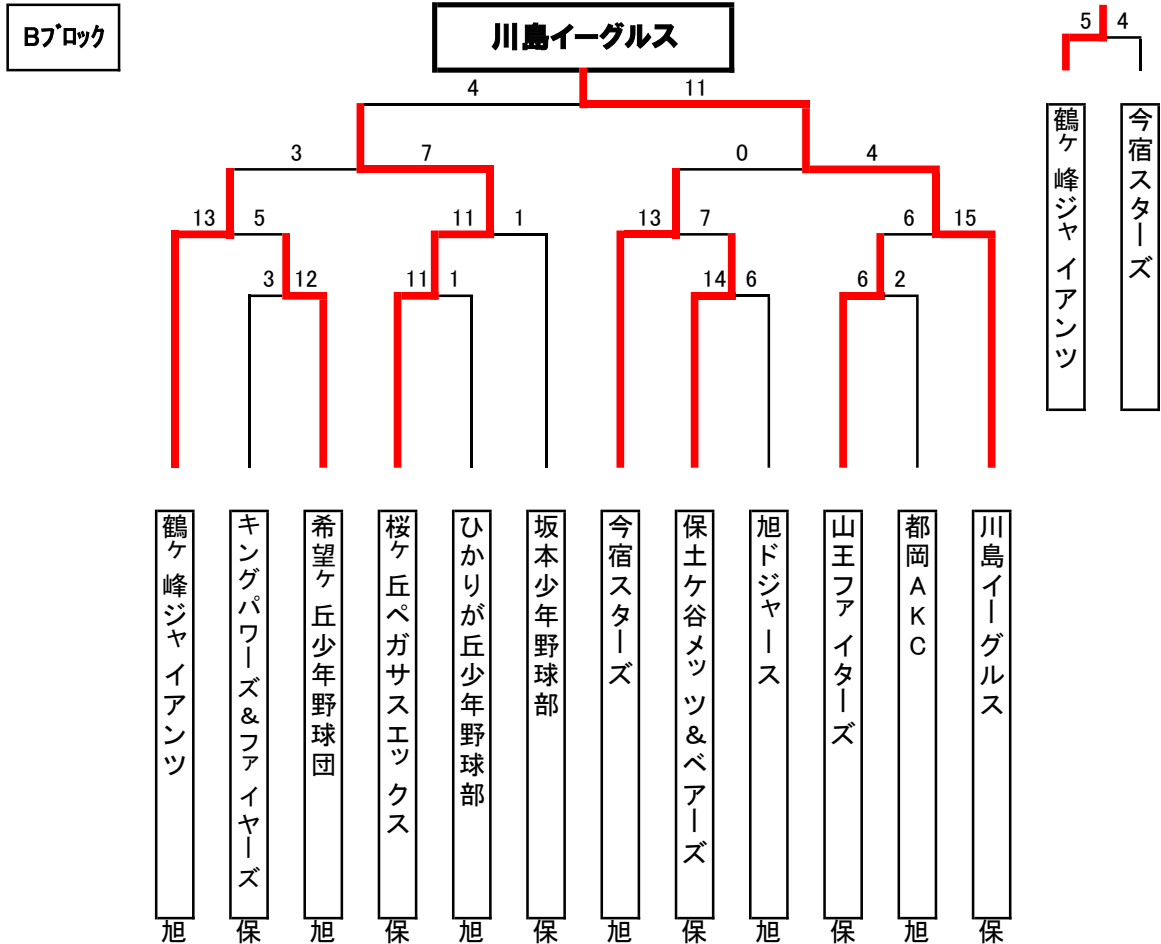 Bブロック
川島イーグルス
5 4
4 11
3 7 0 4
13 5 11 1 13 7 6 15
3 12 11 1 14 6 6 2
鶴ヶ峰ジャイアンツ
今宿スターズ
鶴ヶ峰ジャイアンツ
キングパワーズ&ファイヤーズ
希望ヶ丘少年野球団
桜ヶ丘ペガサスエックス
ひかりが丘少年野球部
坂本少年野球部
今宿スターズ
保土ケ谷メッツ&ベアーズ
旭ドジャース
山王ファイターズ
都岡AKC
川島イーグルス
旭 保 旭 保 旭 保 旭 保 旭 保 旭 保